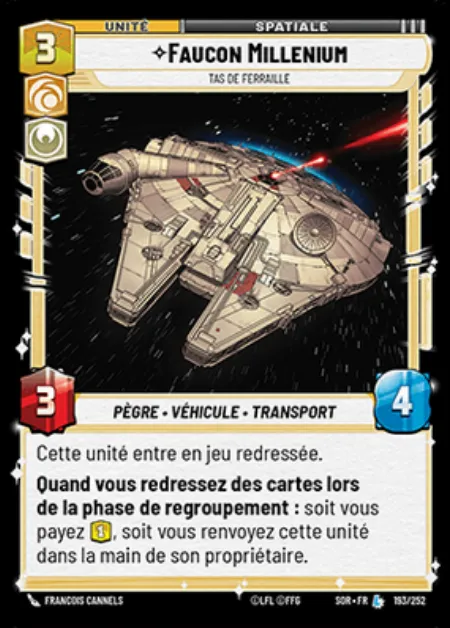 3
UNITÉ
SPATIALE
FAUCON MILLENIUM
TAS DE FERRAILLE
3
PÈGRE • VÉHICULE • TRANSPORT
4
Cette unité entre en jeu redressée.
Quand vous redressez des cartes lors
de la phase de regroupement : soit vous
payez 1, soit vous renvoyez cette unité
dans la main de son propriétaire.
FRANCOIS CANNELS
©LFL ©FFG
SOR • FR
L
193/252